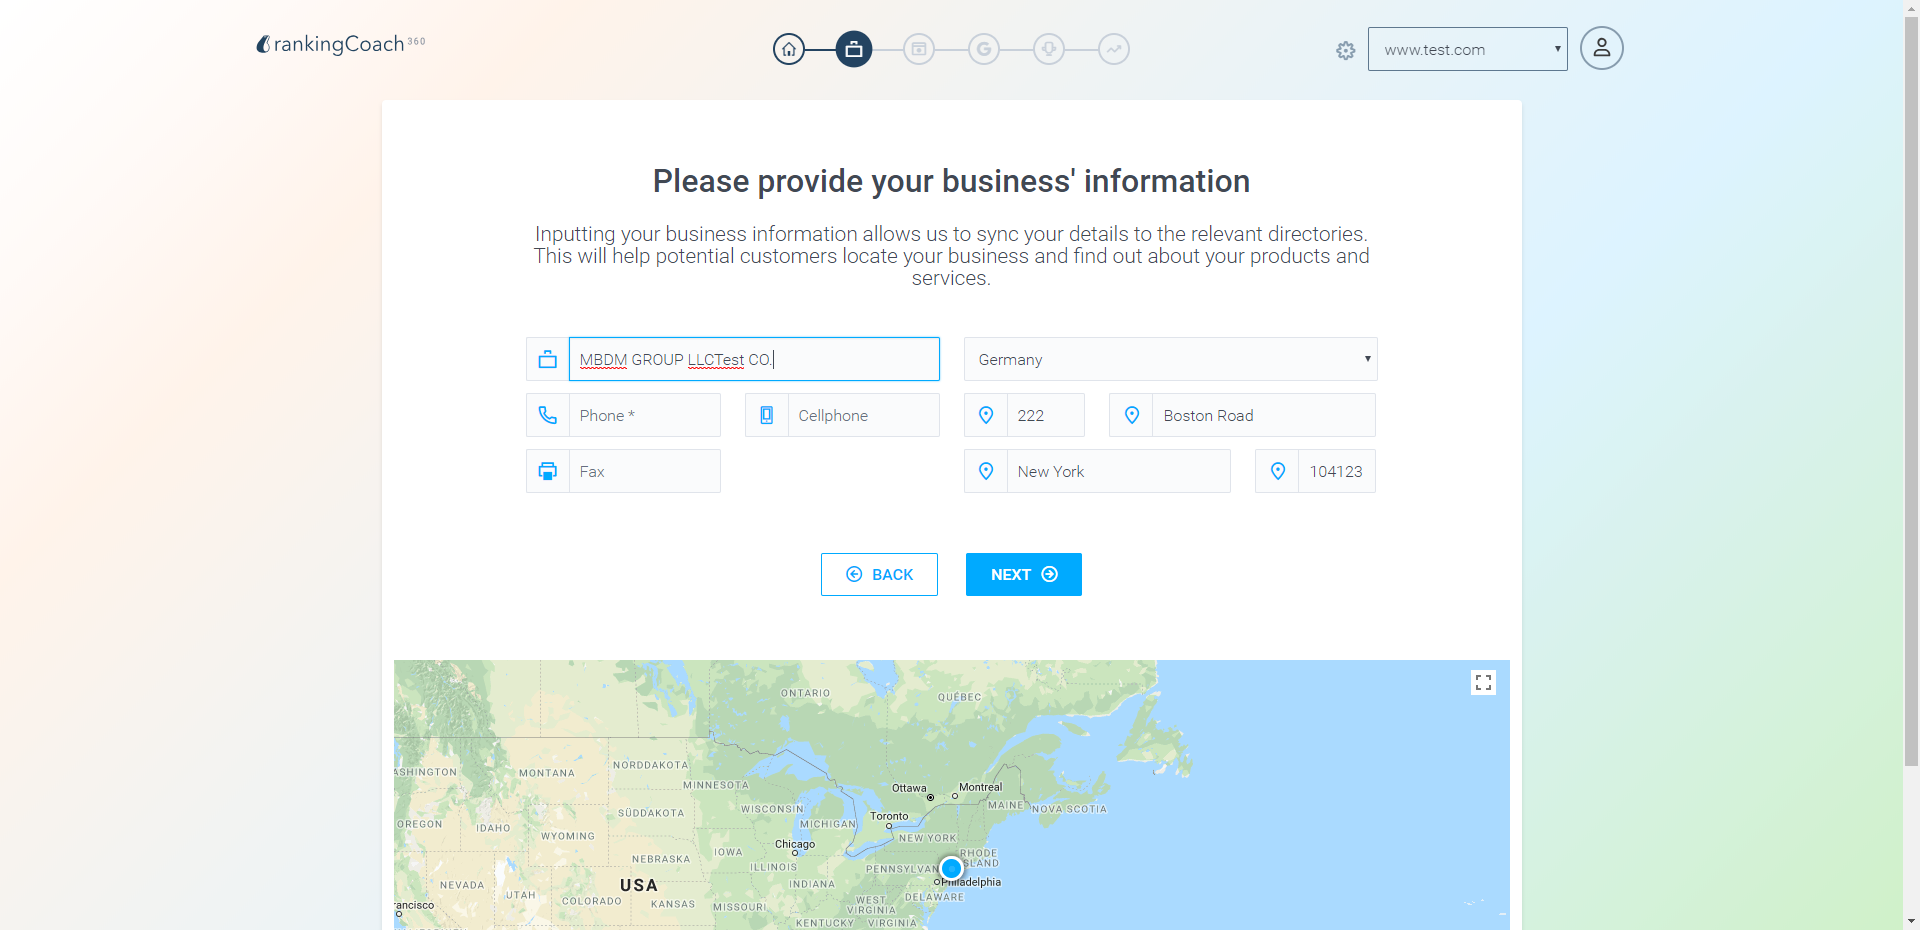 rankingCoach 360
www.test.com
Please provide your business' information
Inputting your business information allows us to sync your details to the relevant directories.
This will help potential customers locate your business and find out about your products and
services.
MBDM GROUP LLCTest CO.
Germany
Phone *
Cellphone
222
Boston Road
Fax
New York
104123
BACK
NEXT
ONTARIO
QUÉBEC
ASHINGTON
MONTANA
NORDDAKOTA
MINNESOTA
Ottawa
Montreal
MAINE
NOVA SCOTIA
OREGON
IDAHO
WYOMING
SÜDDAKOTA
WISCONSIN
MICHIGAN
Toronto
NEW YORK
Chicago
NEBRASKA
IOWA
ILLINOIS
INDIANA
PENNSYLVAN
RHODE
ISLAND
Philadelphia
NEVADA
UTAH
COLORADO
USA
KANSAS
MISSOURI
WEST
VIRGINIA
DELAWARE
rancisco
KENTUCKY
VIRGINIA